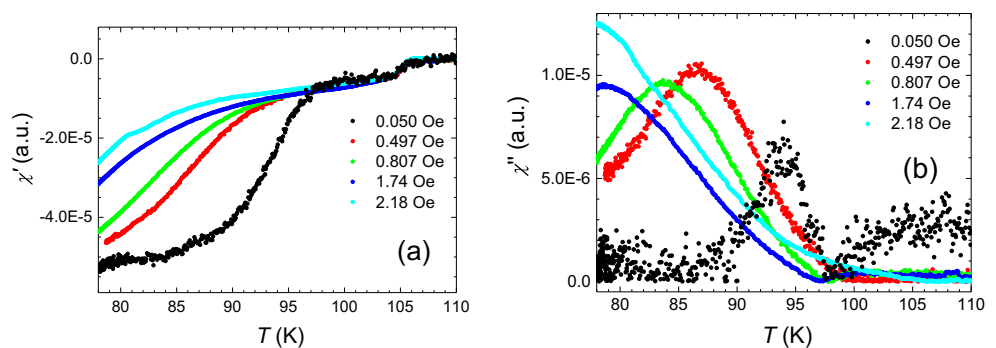 0.0
-2.0E-5
-4.0E-5
χ′ (a.u.)
0.050 Oe
0.497 Oe
0.807 Oe
1.74 Oe
2.18 Oe
(a)
80 85 90 95 100 105 110
T (K)
1.0E-5
5.0E-6
0.0
χ″ (a.u.)
0.050 Oe
0.497 Oe
0.807 Oe
1.74 Oe
2.18 Oe
(b)
80 85 90 95 100 105 110
T (K)